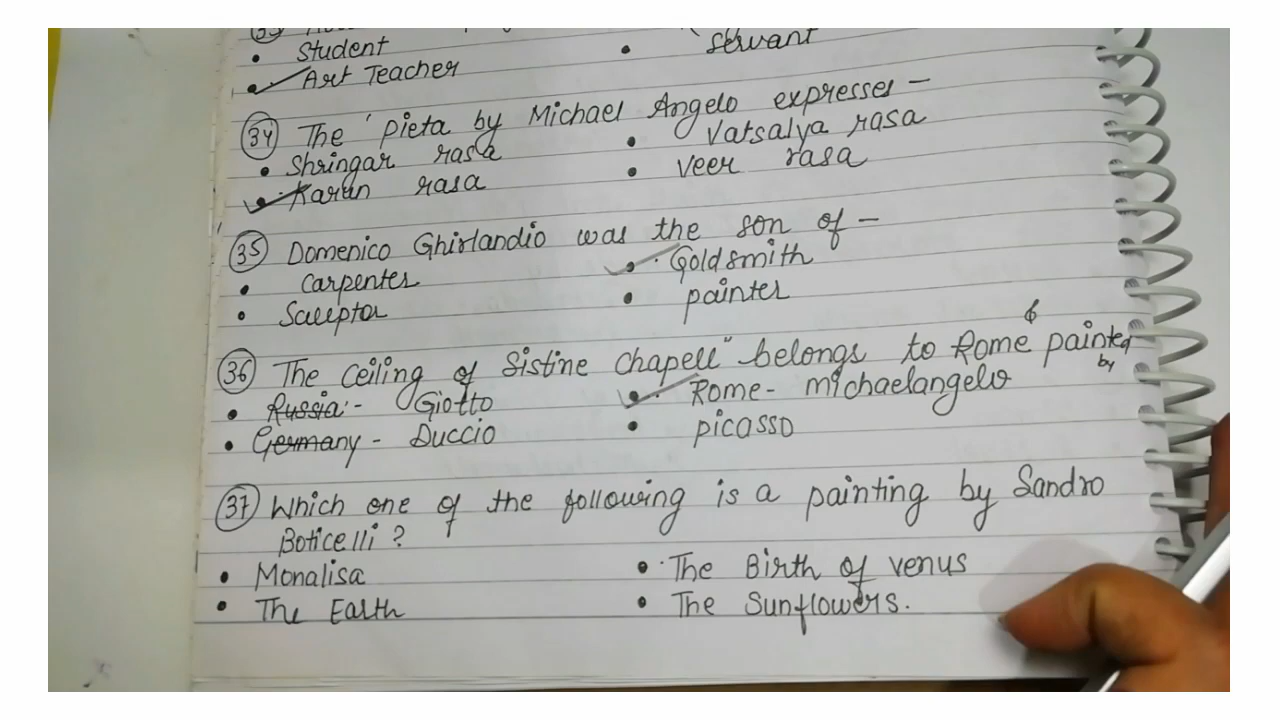 Student
Servant
Art Teacher
34 The 'Pieta by Michael Angelo expresses –
Shringar rasa
Vatsalya rasa
Karun rasa
Veer rasa
35 Domenico Ghirlandio was the son of –
Carpenter
Goldsmith
Sculptor
painter
36 The Ceiling of Sistine Chapell" belongs to Rome & painted by
Russia:- Giotto
Rome- michaelangelo
Germany - Duccio
picasso
37 Which one of the following is a painting by Sandro
Boticelli?
Monalisa
The Birth of venus
The Earth
The Sunflowers.